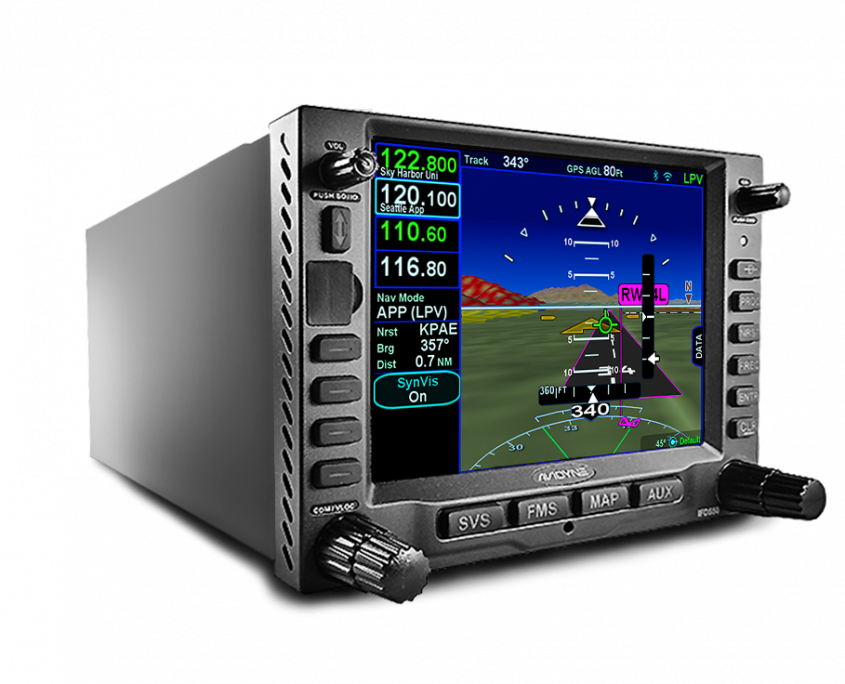 VOL
PUSH SQ/ID
122.800
Sky Harbor Uni
120.100
Seattle App
110.60
116.80
Nav Mode
APP (LPV)
Nrst KPAE
Brg 357°
Dist 0.7 NM
SynVis
On
Track 343°
GPS AGL 80Ft
LPV
10 10
5 5
N
DATA
5
10 10
360 FT
340
30
45° Default
PROC
NRST
FREQ
ENTR
CLR
COM/VLOC
AVIDYNE
SVS
FMS
MAP
AUX